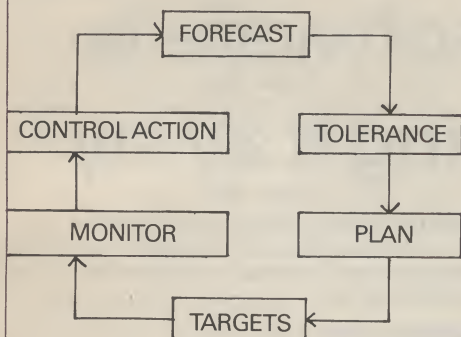 FORECAST
CONTROL ACTION
TOLERANCE
MONITOR
PLAN
TARGETS